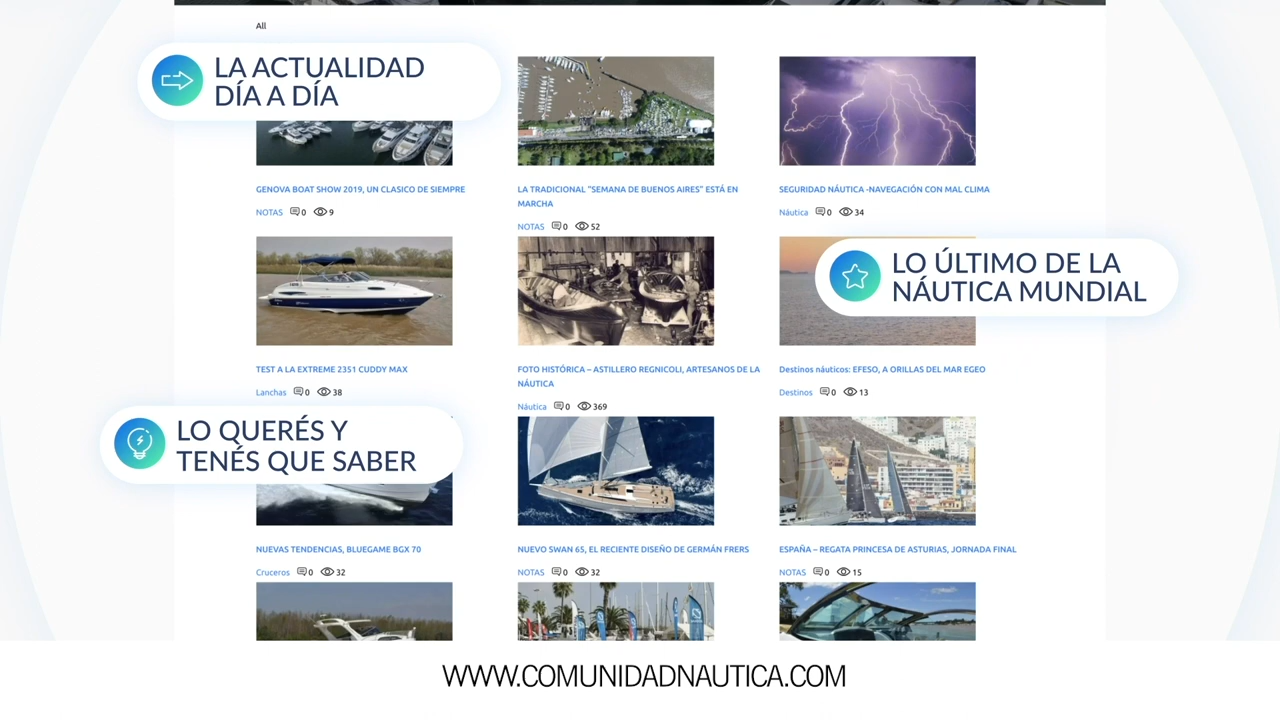 All
LA ACTUALIDAD
DÍA A DÍA
GENOVA BOAT SHOW 2019, UN CLASICO DE SIEMPRE
NOTAS 0 9
LA TRADICIONAL "SEMANA DE BUENOS AIRES" ESTÁ EN
MARCHA
NOTAS 0 52
SEGURIDAD NÁUTICA -NAVEGACIÓN CON MAL CLIMA
Náutica 0 34
LO ÚLTIMO DE LA
NÁUTICA MUNDIAL
TEST A LA EXTREME 2351 CUDDY MAX
Lanchas 0 38
FOTO HISTÓRICA – ASTILLERO REGNICOLI, ARTESANOS DE LA
NÁUTICA
Náutica 0 369
Destinos náuticos: EFESO, A ORILLAS DEL MAR EGEO
Destinos 0 13
LO QUERÉS Y
TENÉS QUE SABER
NUEVAS TENDENCIAS, BLUEGAME BGX 70
Cruceros 0 32
NUEVO SWAN 65, EL RECIENTE DISEÑO DE GERMÁN FRERS
NOTAS 0 32
ESPAÑA – REGATA PRINCESA DE ASTURIAS, JORNADA FINAL
NOTAS 0 15
WWW.COMUNIDADNAUTICA.COM